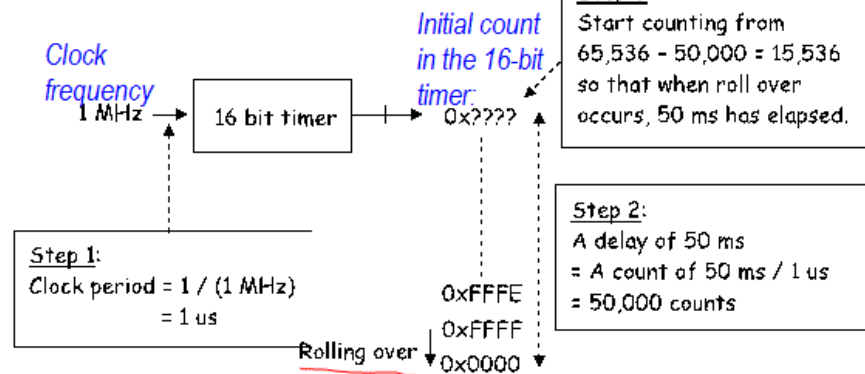 Clock
frequency
1 MHz
16 bit timer
Initial count
in the 16-bit
timer:
0x????
Start counting from
65,536 - 50,000 = 15,536
so that when roll over
occurs, 50 ms has elapsed.
Step 1:
Clock period = 1 / (1 MHz)
= 1 us
Step 2:
A delay of 50 ms
= A count of 50 ms / 1 us
= 50,000 counts
0xFFFE
0xFFFF
Rolling over
0x0000